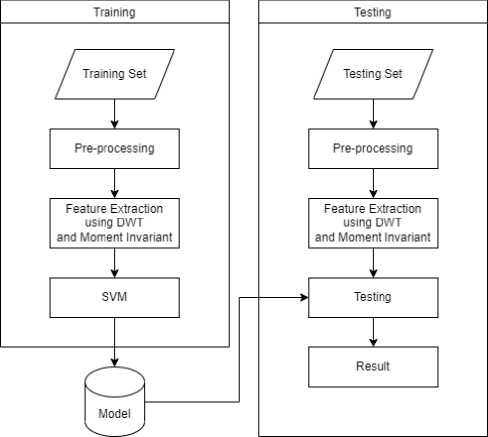 Training
Training Set
Pre-processing
Feature Extraction
using DWT
and Moment Invariant
SVM
Model
Testing
Testing Set
Pre-processing
Feature Extraction
using DWT
and Moment Invariant
Testing
Result